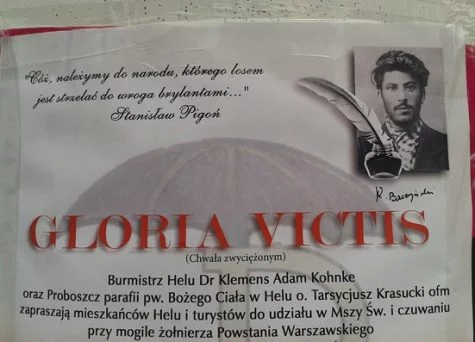 "Cóż, należymy do narodu, którego losem
jest strzelać do wroga brylantami..."
Stanisław Pigoń
K. Baczyński
GLORIA VICTIS
(Chwała zwyciężonym)
Burmistrz Helu Dr Klemens Adam Kohnke
oraz Proboszcz parafii pw. Bożego Ciała w Helu o. Tarsycjusz Krasucki ofm
zapraszają mieszkańców Helu i turystów do udziału w Mszy Św. i czuwaniu
przy mogile żołnierza Powstania Warszawskiego